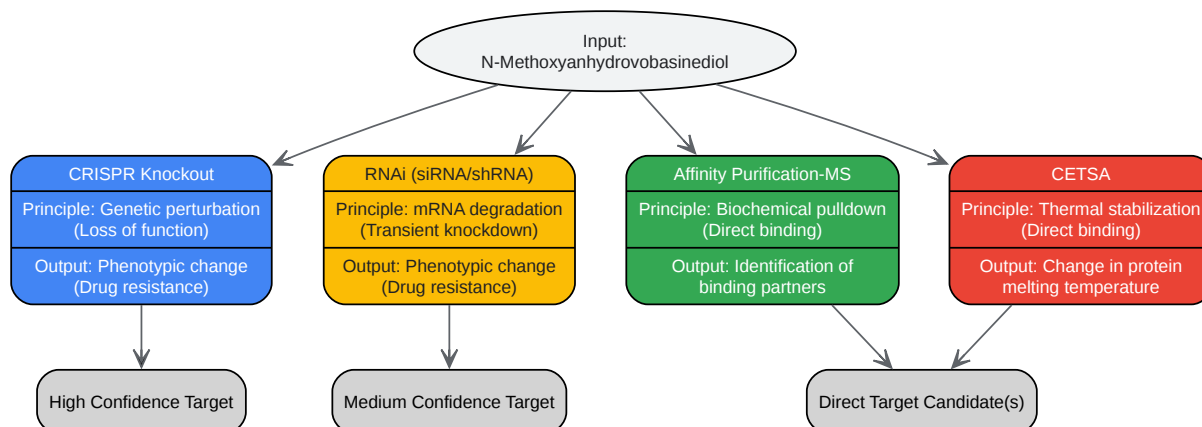 Input:
N-Methoxyanhydrovobasinediol
CRISPR Knockout
Principle: Genetic perturbation
(Loss of function)
Output: Phenotypic change
(Drug resistance)
RNAi (siRNA/shRNA)
Principle: mRNA degradation
(Transient knockdown)
Output: Phenotypic change
(Drug resistance)
Affinity Purification-MS
Principle: Biochemical pulldown
(Direct binding)
Output: Identification of
binding partners
CETSA
Principle: Thermal stabilization
(Direct binding)
Output: Change in protein
melting temperature
High Confidence Target
Medium Confidence Target
Direct Target Candidate(s)